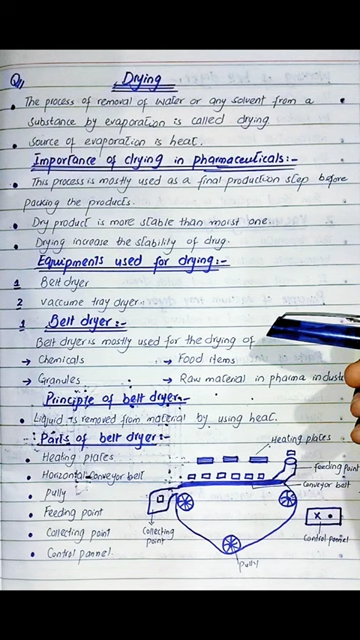 Q// Drying
• The process of removal of water or any solvent from a
substance by evaporation is called drying
• Source of evaporation is heat.
Importance of drying in pharmaceuticals:-
• This process is mostly used as a final production step before
packing the products.
• Dry product is more stable than moist one.
• Drying increase the stability of drug.
Equipments used for drying:-
1 Belt dryer
2 vaccume tray dryer.
1 Belt dryer:-
Belt dryer is mostly used for the drying of
→ Chemicals → Food items
→ Granules → Raw material in pharma industr
Principle of belt dryer:-
• Liquid is removed from material by using heat.
Parts of belt dryer:-
• Heating plates
• Horizontal conveyor belt
• pully
• Feeding point
• Collecting point
• Control pannel.
Heating plates
feeding point
Conveyor belt
Collecting
point
x
Control pannel
pully